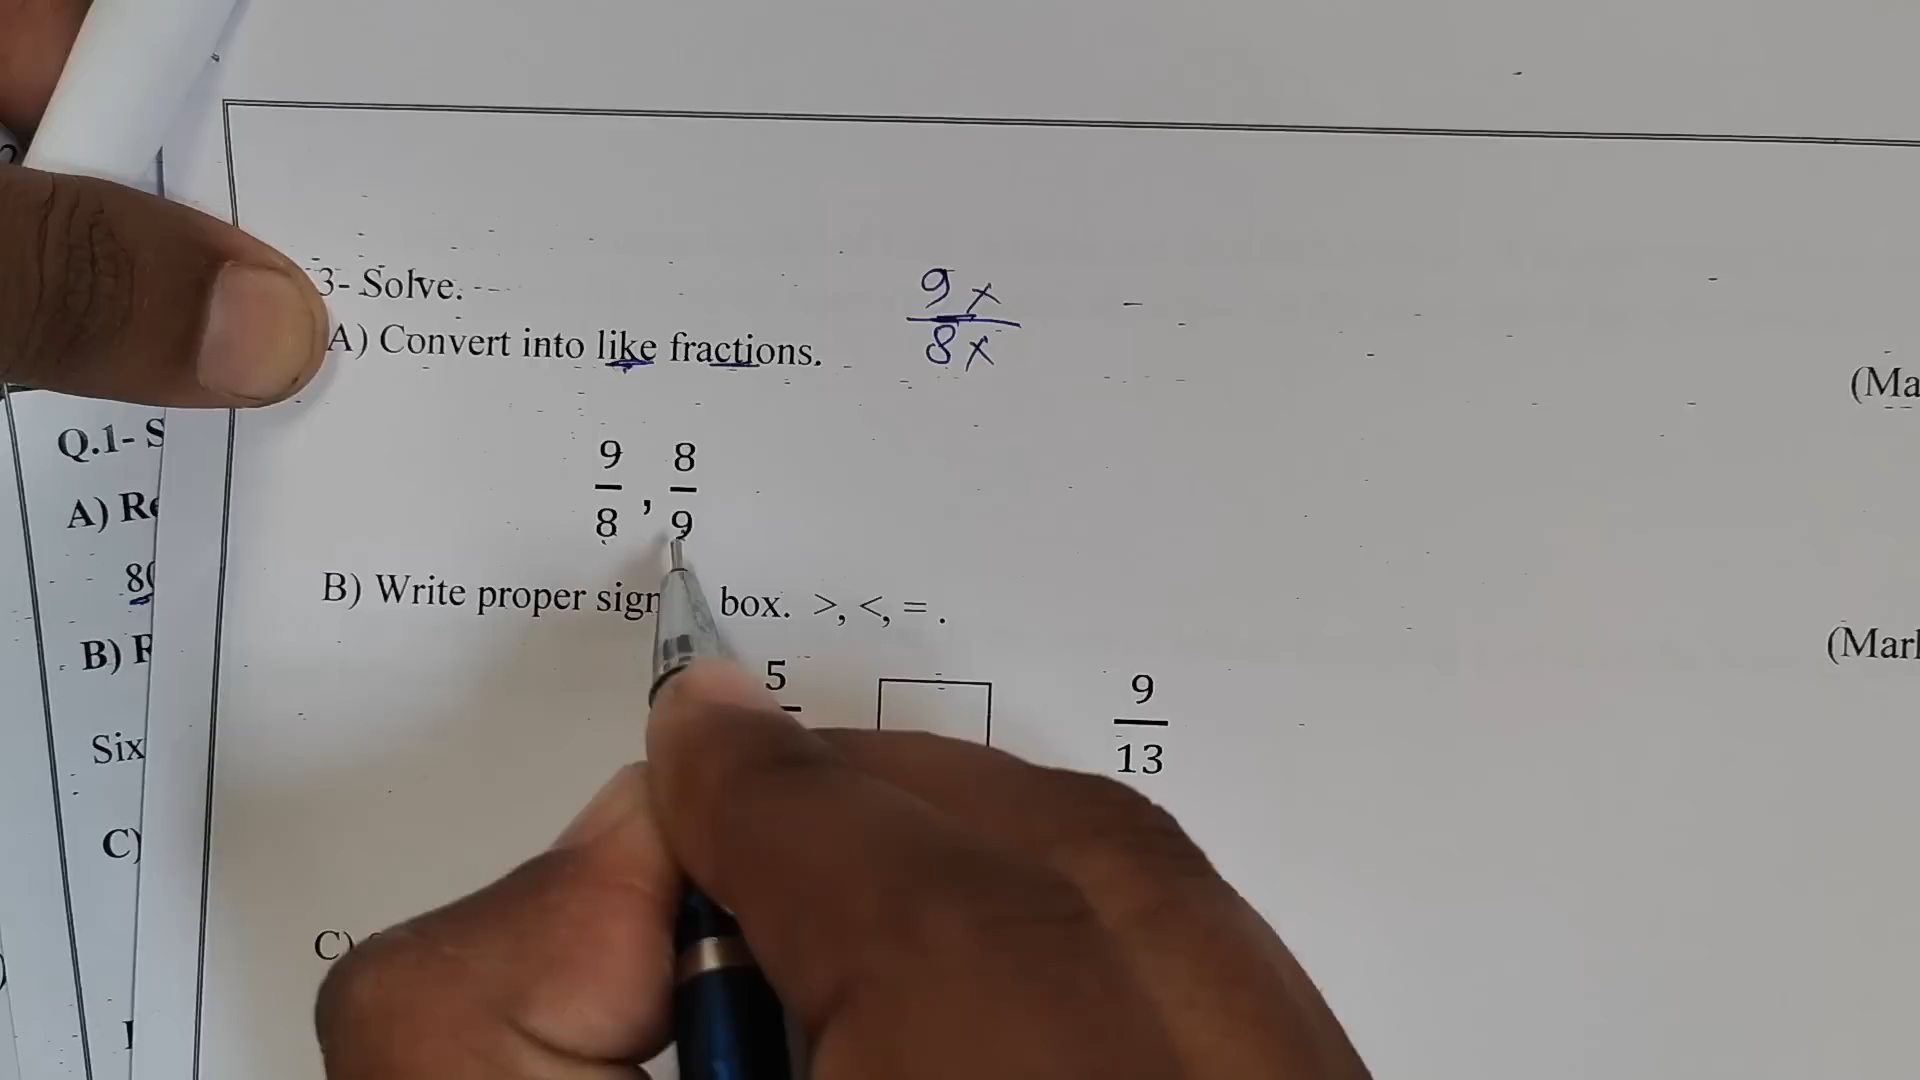 3- Solve.
A) Convert into like fractions.
9 ×
8 ×
(Ma
9 8
8 , 9
B) Write proper sign box. >, <, = .
(Mar
5 9
13
C)
Q.1- S
A) Re
80
B) F
Six
C)